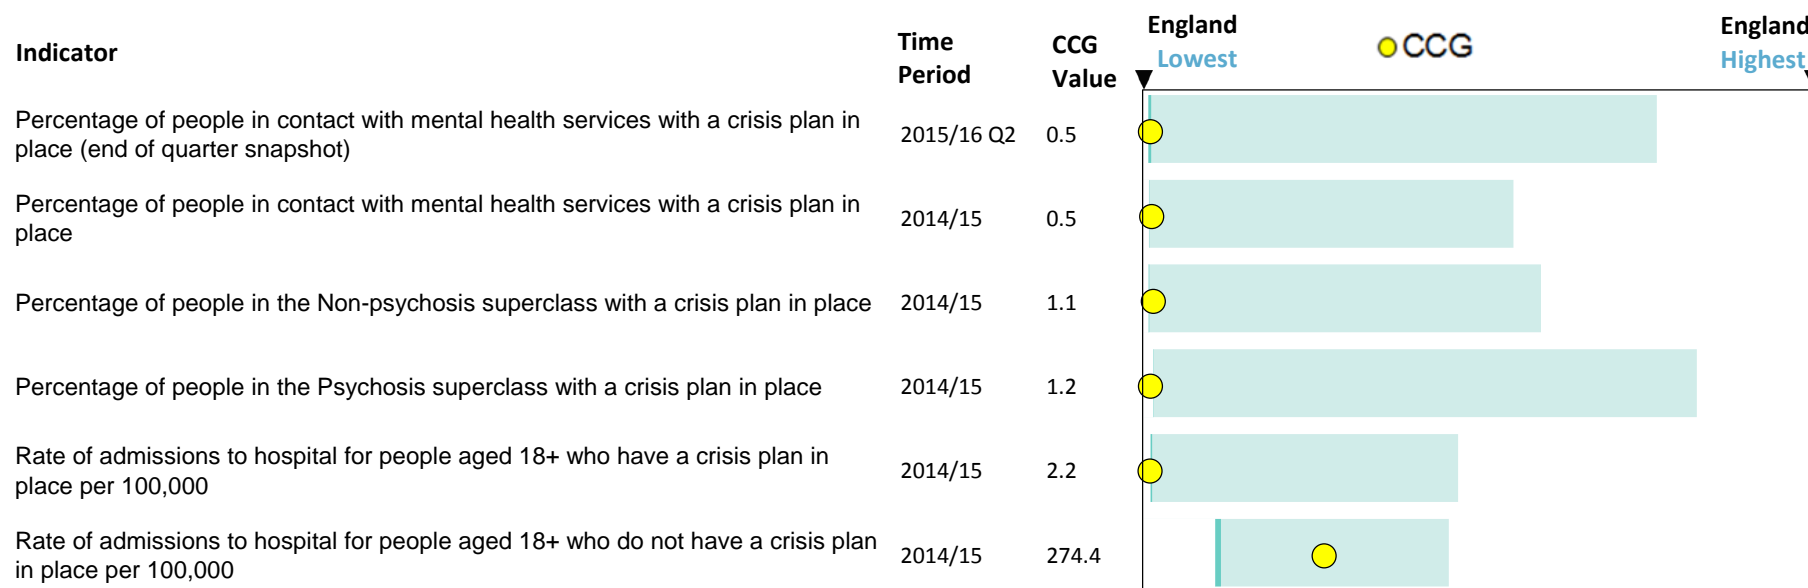 Indicator
Time Period
CCG Value
England Lowest
CCG
England Highest
Percentage of people in contact with mental health services with a crisis plan in
place (end of quarter snapshot)
2015/16 Q2 0.5
Percentage of people in contact with mental health services with a crisis plan in
place
2014/15 0.5
Percentage of people in the Non-psychosis superclass with a crisis plan in place 2014/15 1.1
Percentage of people in the Psychosis superclass with a crisis plan in place 2014/15 1.2
Rate of admissions to hospital for people aged 18+ who have a crisis plan in
place per 100,000
2014/15 2.2
Rate of admissions to hospital for people aged 18+ who do not have a crisis plan
in place per 100,000
2014/15 274.4